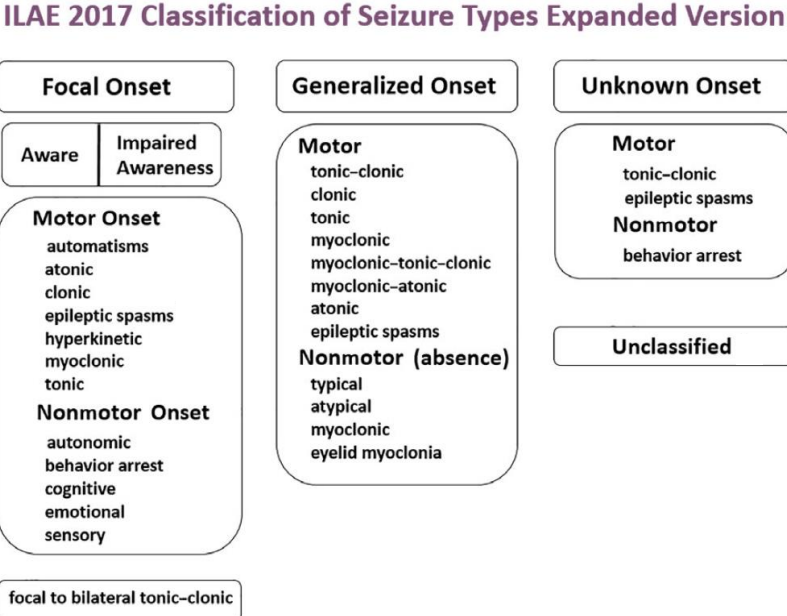 ILAE 2017 Classification of Seizure Types Expanded Version
Focal Onset
Aware
Impaired
Awareness
Motor Onset
automatisms
atonic
clonic
epileptic spasms
hyperkinetic
myoclonic
tonic
Nonmotor Onset
autonomic
behavior arrest
cognitive
emotional
sensory
focal to bilateral tonic–clonic
Generalized Onset
Motor
tonic–clonic
clonic
tonic
myoclonic
myoclonic–tonic–clonic
myoclonic–atonic
atonic
epileptic spasms
Nonmotor (absence)
typical
atypical
myoclonic
eyelid myoclonia
Unknown Onset
Motor
tonic–clonic
epileptic spasms
Nonmotor
behavior arrest
Unclassified